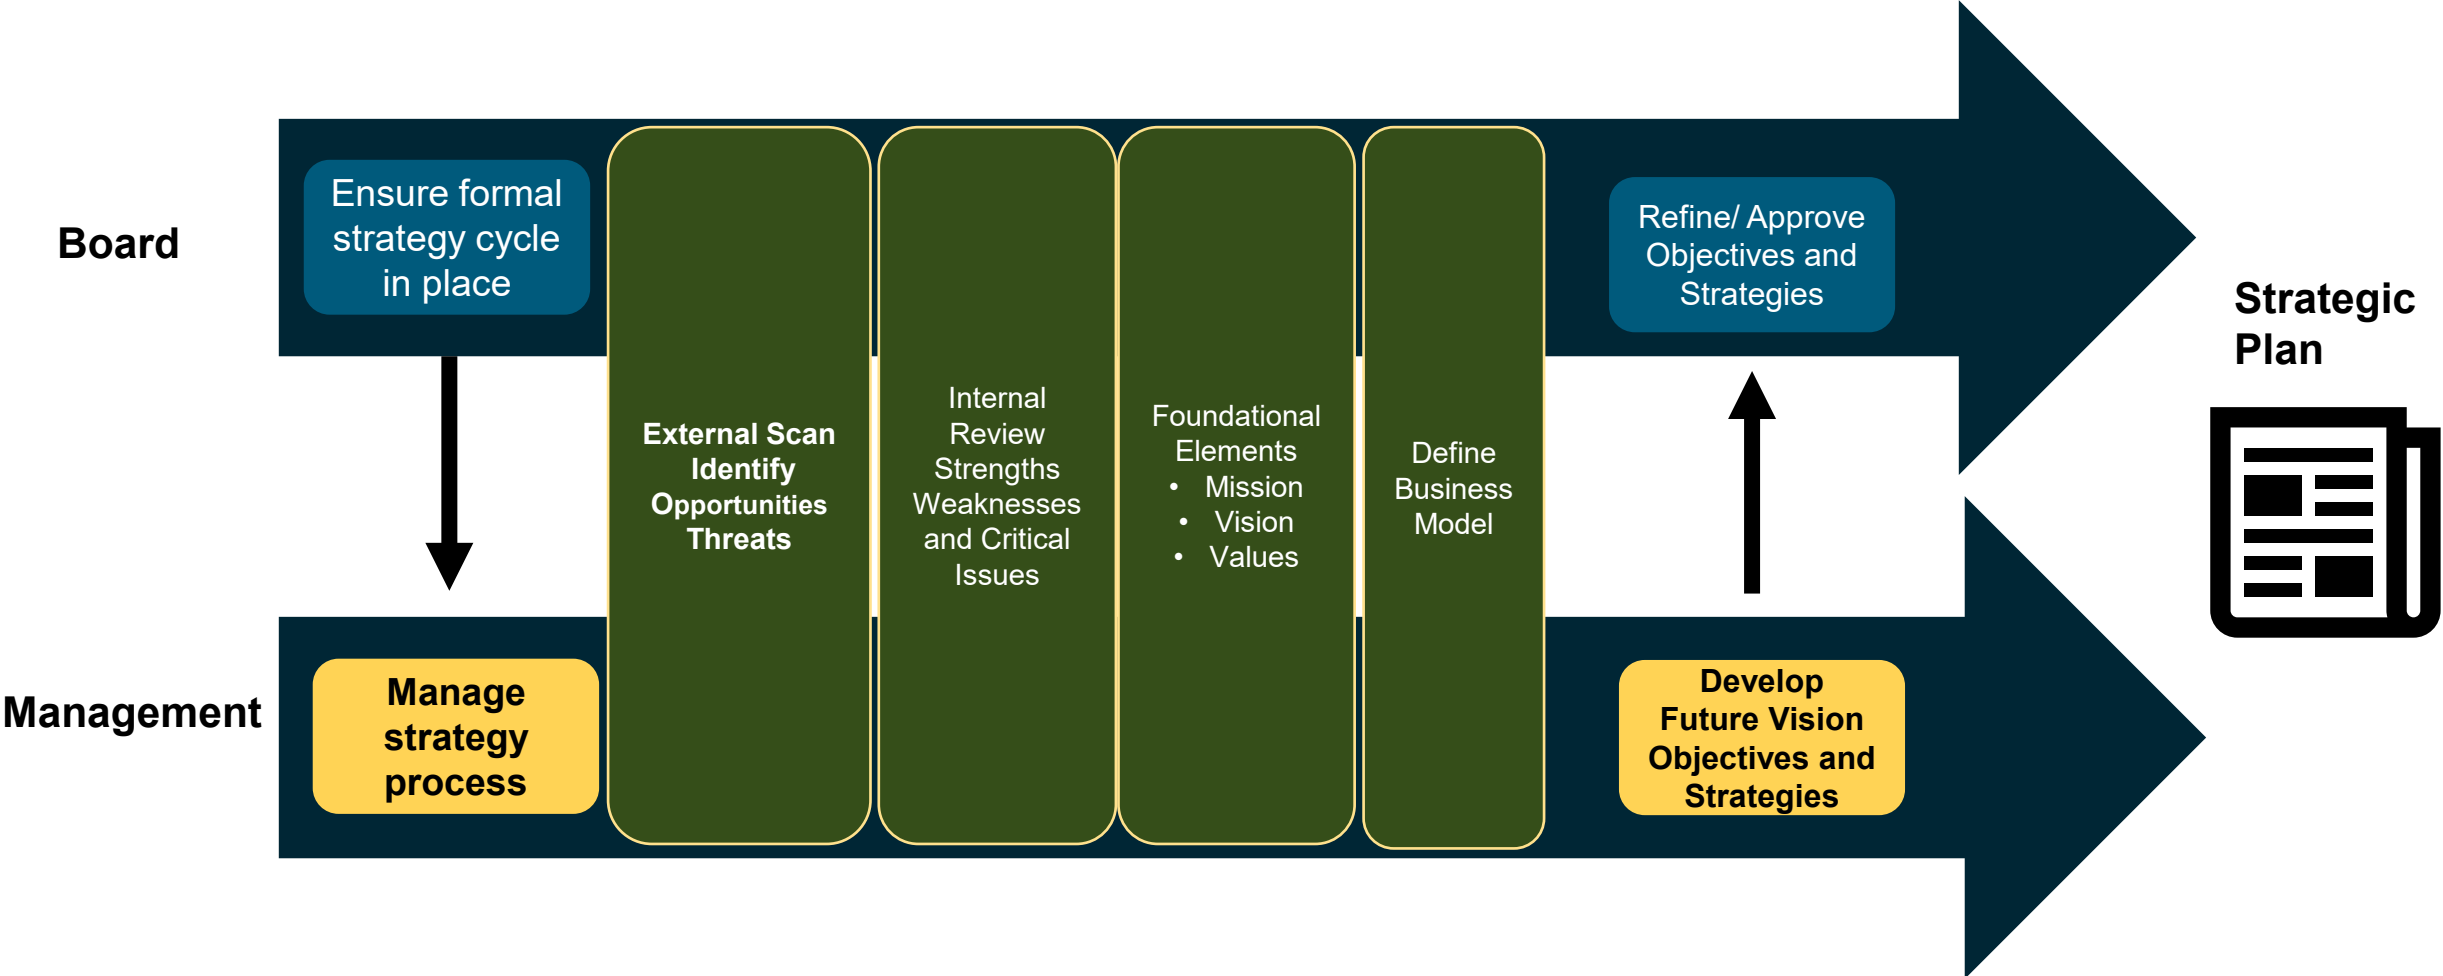 Board
Ensure formal
strategy cycle
in place
External Scan
Identify
Opportunities
Threats
Internal
Review
Strengths
Weaknesses
and Critical
Issues
Foundational
Elements
• Mission
• Vision
• Values
Define
Business
Model
Refine/ Approve
Objectives and
Strategies
Strategic
Plan
Management
Manage
strategy
process
Develop
Future Vision
Objectives and
Strategies